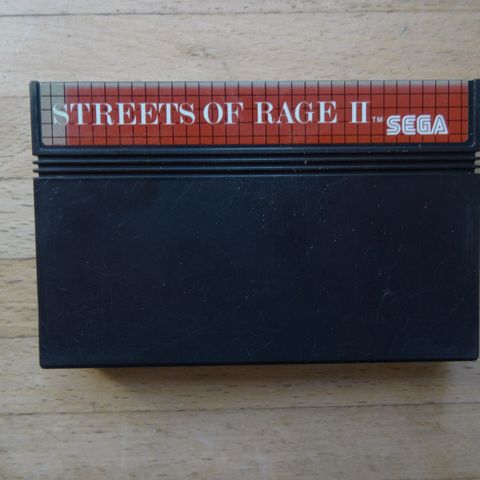 STREETS OF RAGE II™ SEGA